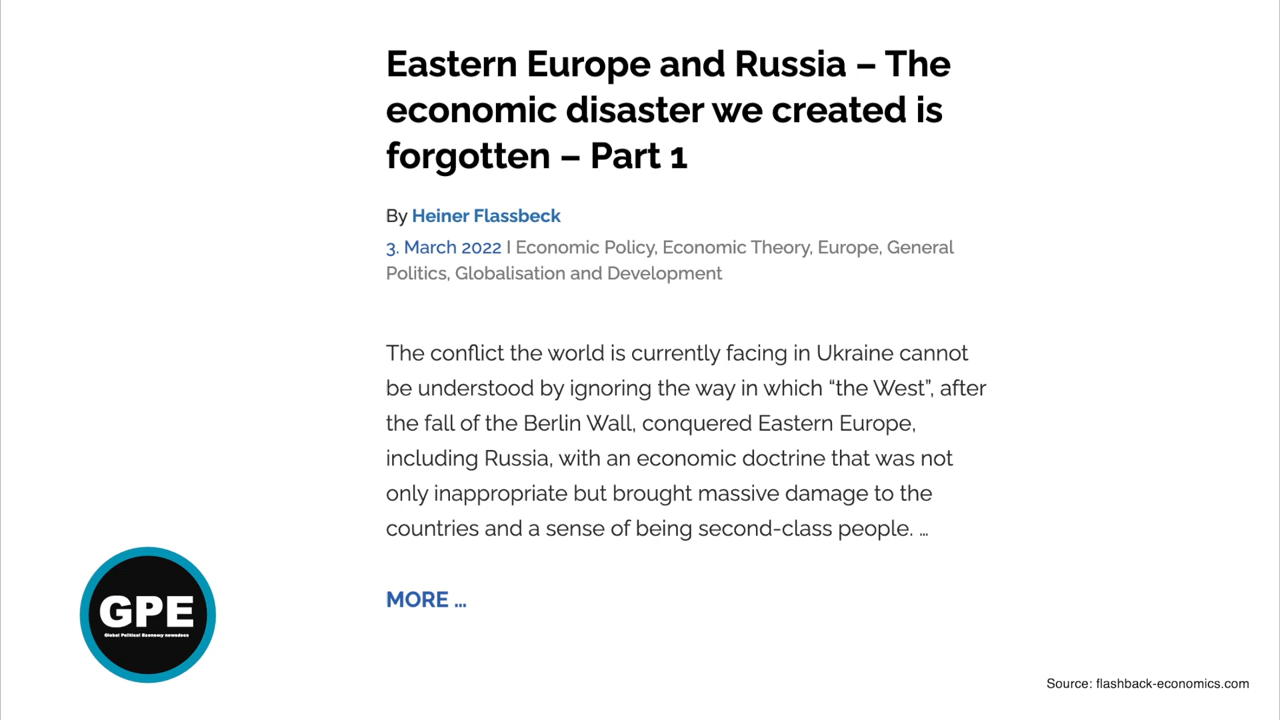 Eastern Europe and Russia – The
economic disaster we created is
forgotten – Part 1
By Heiner Flassbeck
3. March 2022 I Economic Policy, Economic Theory, Europe, General
Politics, Globalisation and Development
The conflict the world is currently facing in Ukraine cannot
be understood by ignoring the way in which “the West”, after
the fall of the Berlin Wall, conquered Eastern Europe,
including Russia, with an economic doctrine that was not
only inappropriate but brought massive damage to the
countries and a sense of being second-class people. ...
MORE ...
GPE
Global Political Economy newsdocs
Source: flashback-economics.com